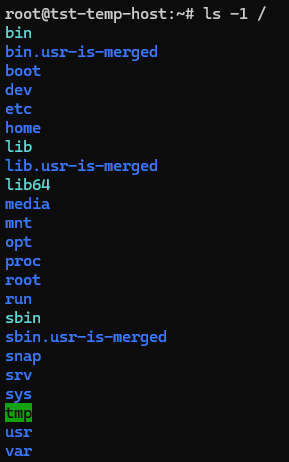 root@tst-temp-host:~# ls -1 /
bin
bin.usr-is-merged
boot
dev
etc
home
lib
lib.usr-is-merged
lib64
media
mnt
opt
proc
root
run
sbin
sbin.usr-is-merged
snap
srv
sys
tmp
usr
var